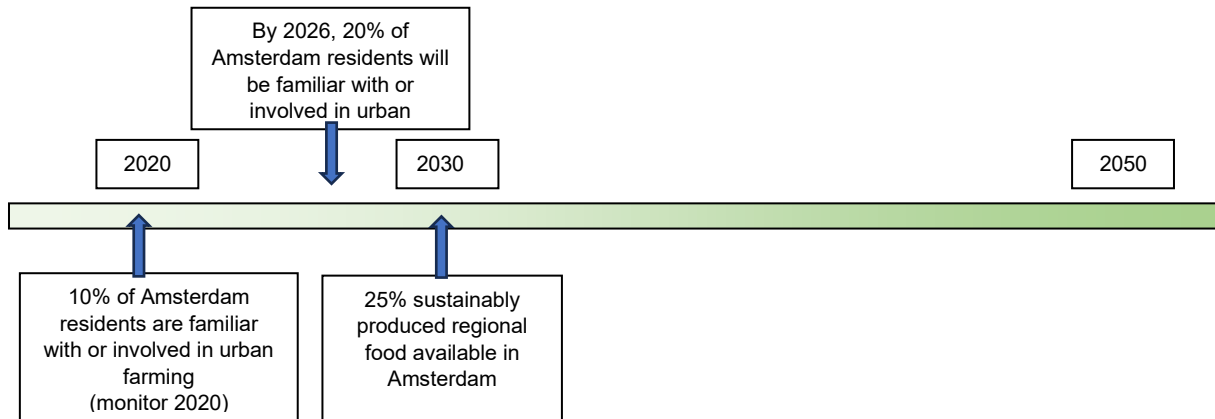 By 2026, 20% of
Amsterdam residents will
be familiar with or
involved in urban
2020
2030
2050
10% of Amsterdam
residents are familiar
with or involved in urban
farming
(monitor 2020)
25% sustainably
produced regional
food available in
Amsterdam